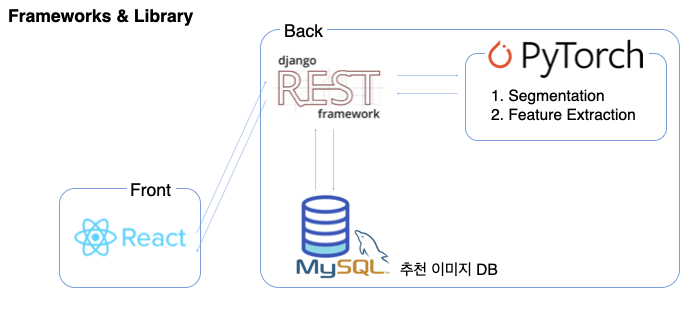 Frameworks & Library
Back
django
REST
framework
PyTorch
1. Segmentation
2. Feature Extraction
Front
React
MySQL™
추천 이미지 DB